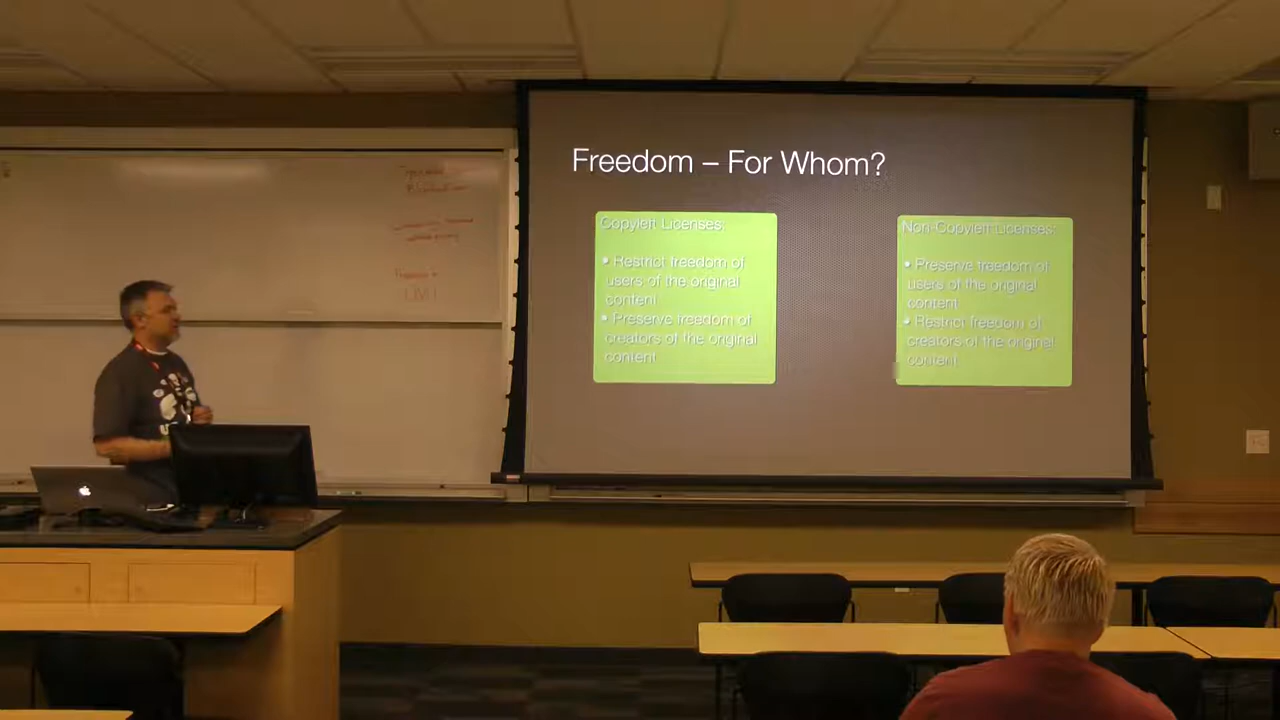 Freedom – For Whom?
Copyleft Licenses:
• Restrict freedom of
users of the original
content
• Preserve freedom of
creators of the original
content
Non-Copyleft Licenses:
• Preserve freedom of
users of the original
content
• Restrict freedom of
creators of the original
content